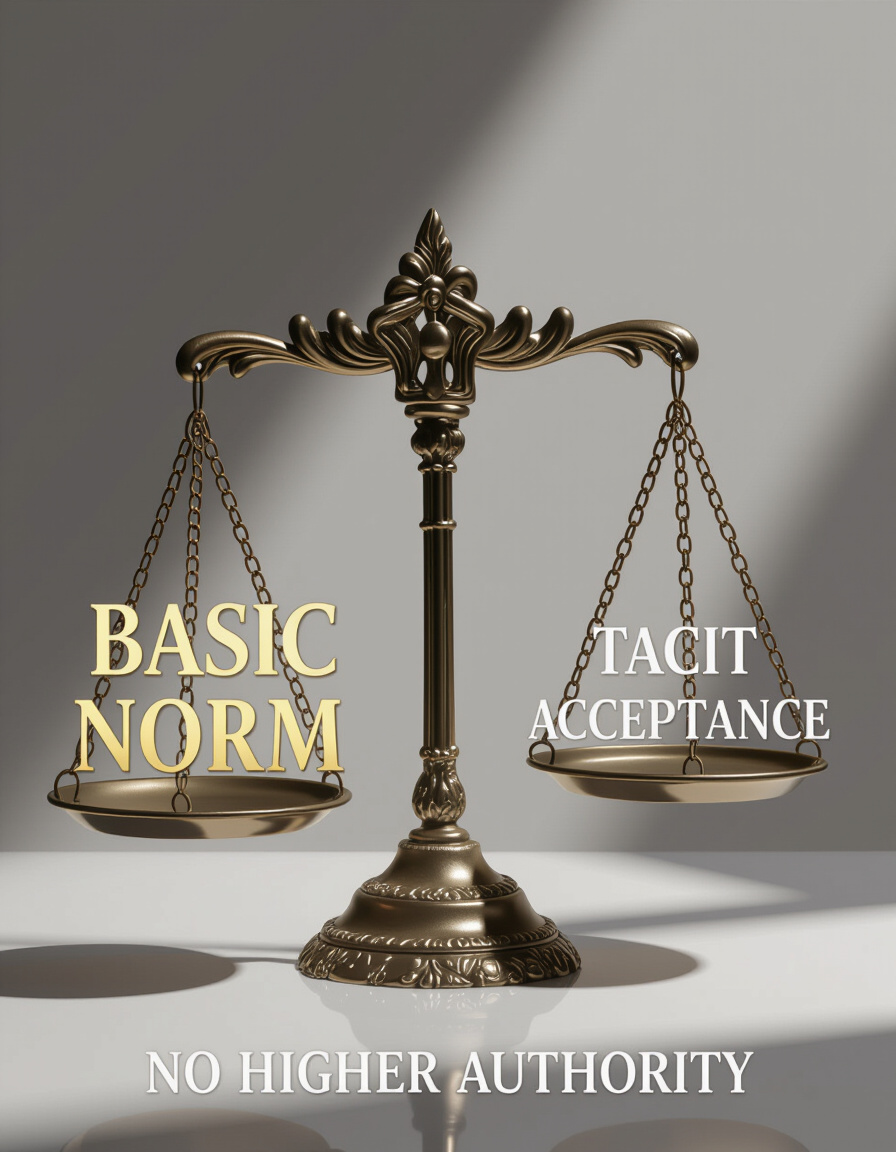 BASIC
NORM
TACIT
ACCEPTANCE
NO HIGHER AUTHORITY